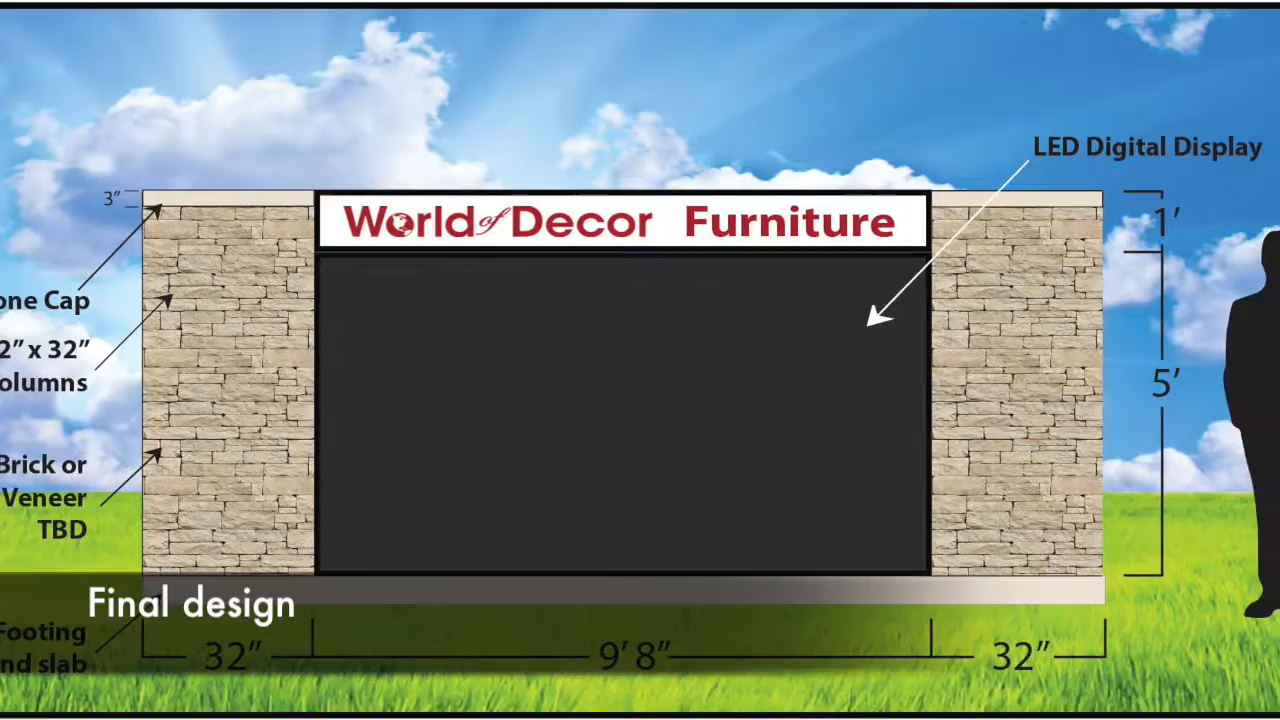 LED Digital Display
3”
World of Decor Furniture
1’
one Cap
2” x 32”
olumns
5’
Brick or
Veneer
TBD
Final design
Footing
nd slab
32”
9’ 8”
32”